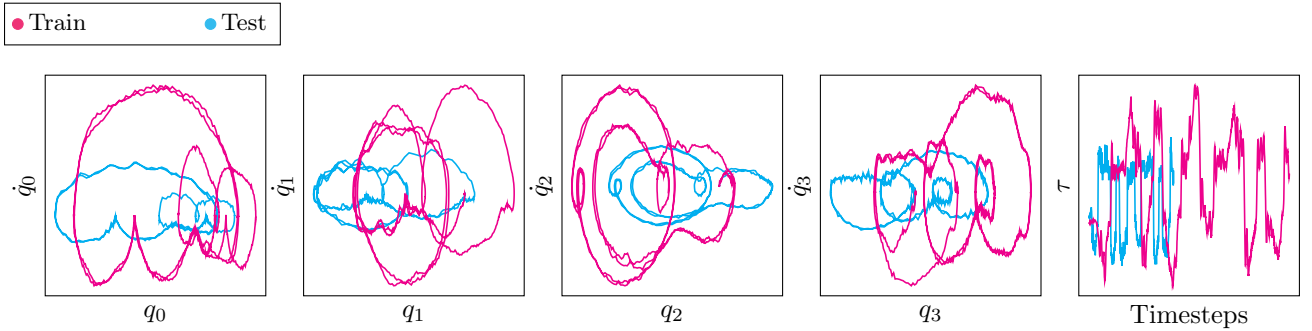 Train Test
q̇₀
q₀
q̇₁
q₁
q̇₂
q₂
q̇₃
q₃
τ
Timesteps